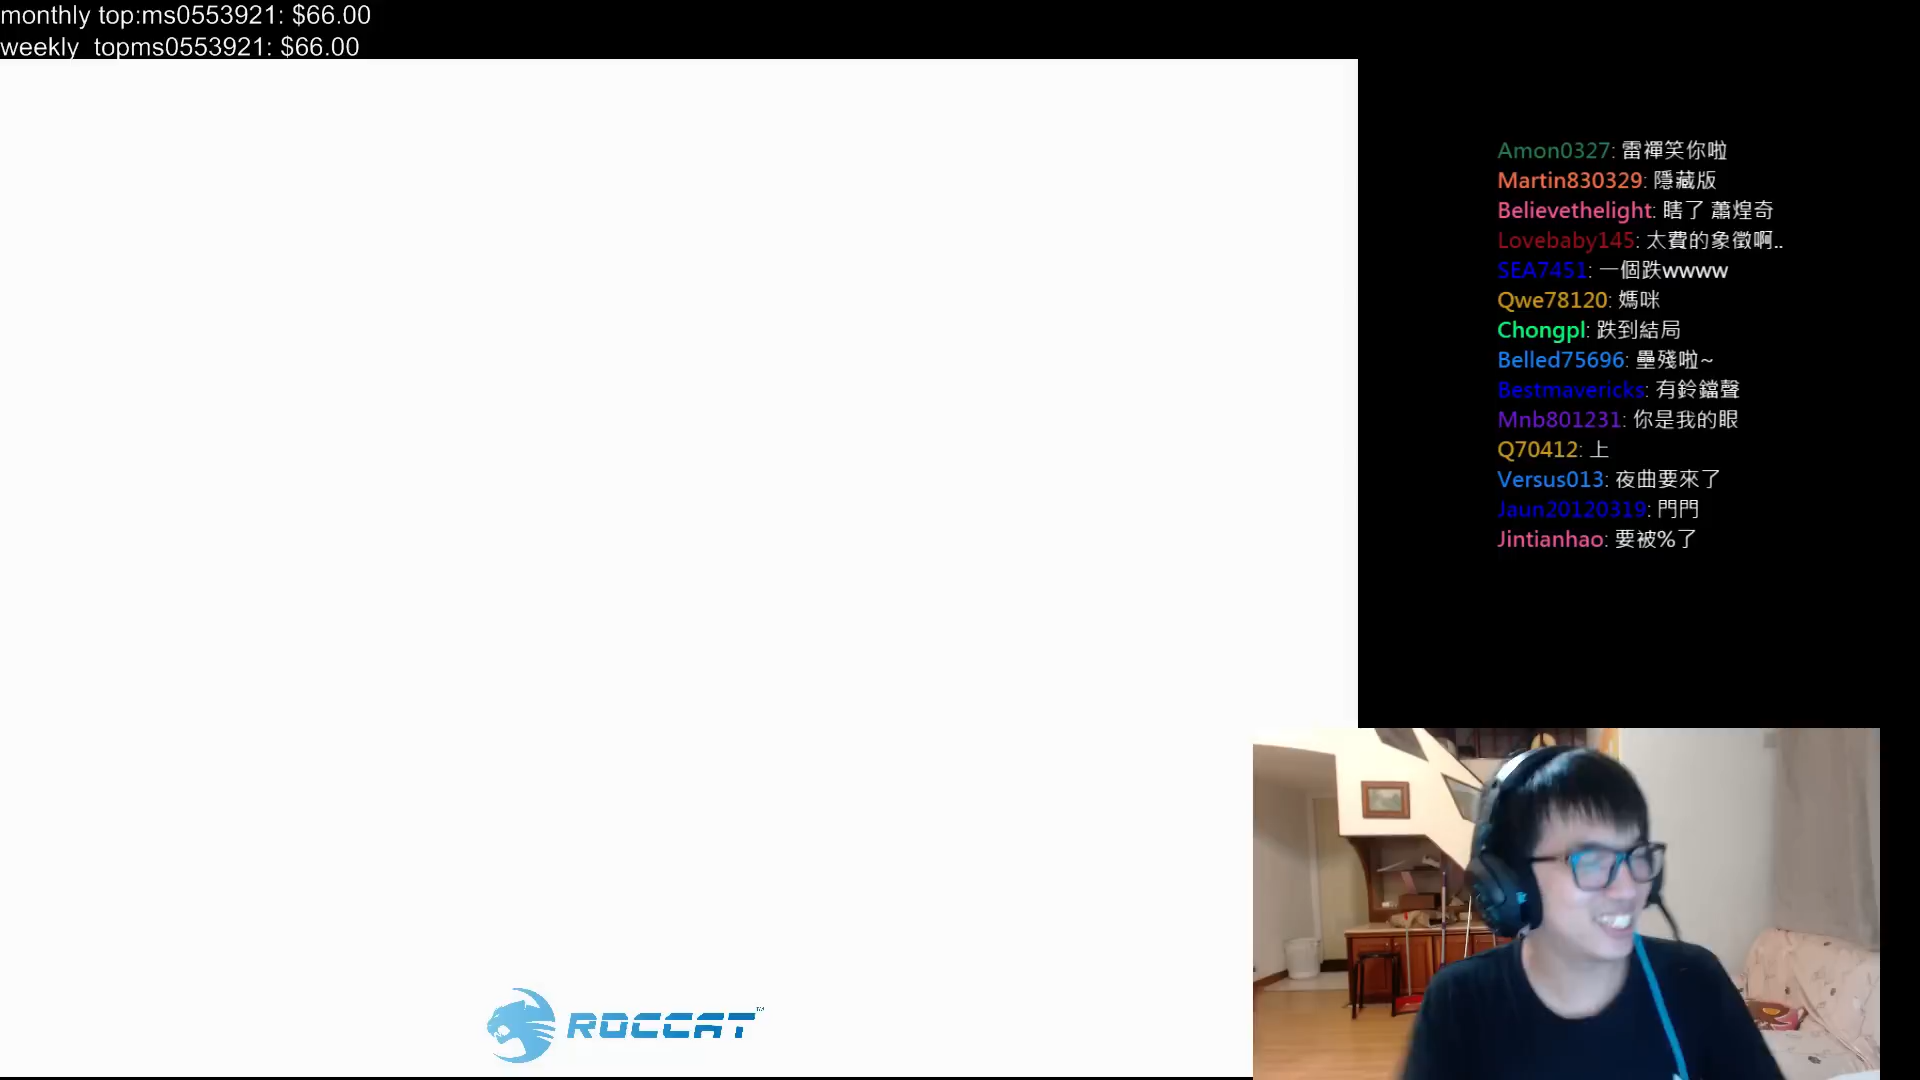 monthly top:ms0553921: $66.00
weekly  topms0553921: $66.00
Amon0327: 雷禪笑你啦
Martin830329: 隱藏版
Believethelight: 瞎了 蕭煌奇
Lovebaby145: 太費的象徵啊..
SEA7451: 一個跌wwww
Qwe78120: 媽咪
Chongpl: 跌到結局
Belled75696: 壘殘啦~
Bestmavericks: 有鈴鐺聲
Mnb801231: 你是我的眼
Q70412: 上
Versus013: 夜曲要來了
Jaun20120319: 門門
Jintianhao: 要被%了
ROCCAT™